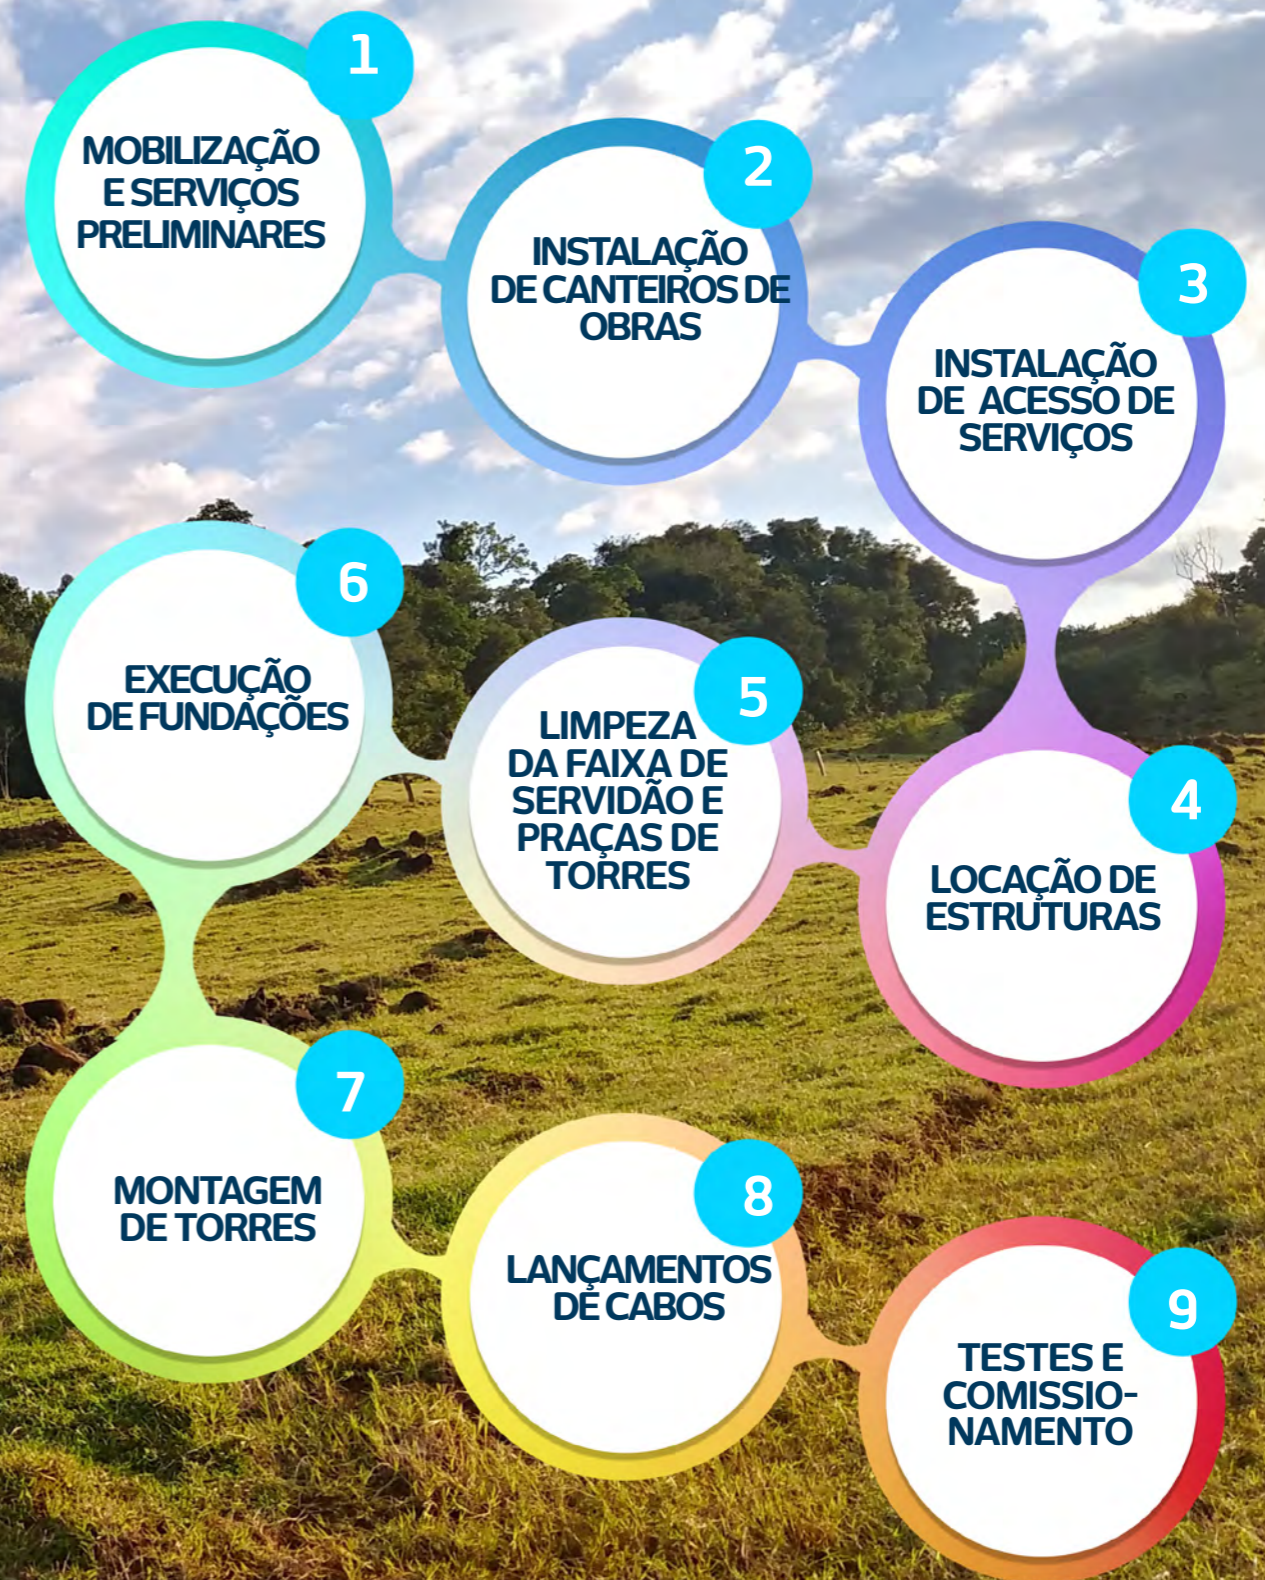 1
MOBILIZAÇÃO
E SERVIÇOS
PRELIMINARES
2
INSTALAÇÃO
DE CANTEIROS DE
OBRAS
3
INSTALAÇÃO
DE ACESSO DE
SERVIÇOS
4
LOCAÇÃO DE
ESTRUTURAS
5
LIMPEZA
DA FAIXA DE
SERVIDÃO E
PRAÇAS DE
TORRES
6
EXECUÇÃO
DE FUNDAÇÕES
7
MONTAGEM
DE TORRES
8
LANÇAMENTOS
DE CABOS
9
TESTES E
COMISSIO-
NAMENTO